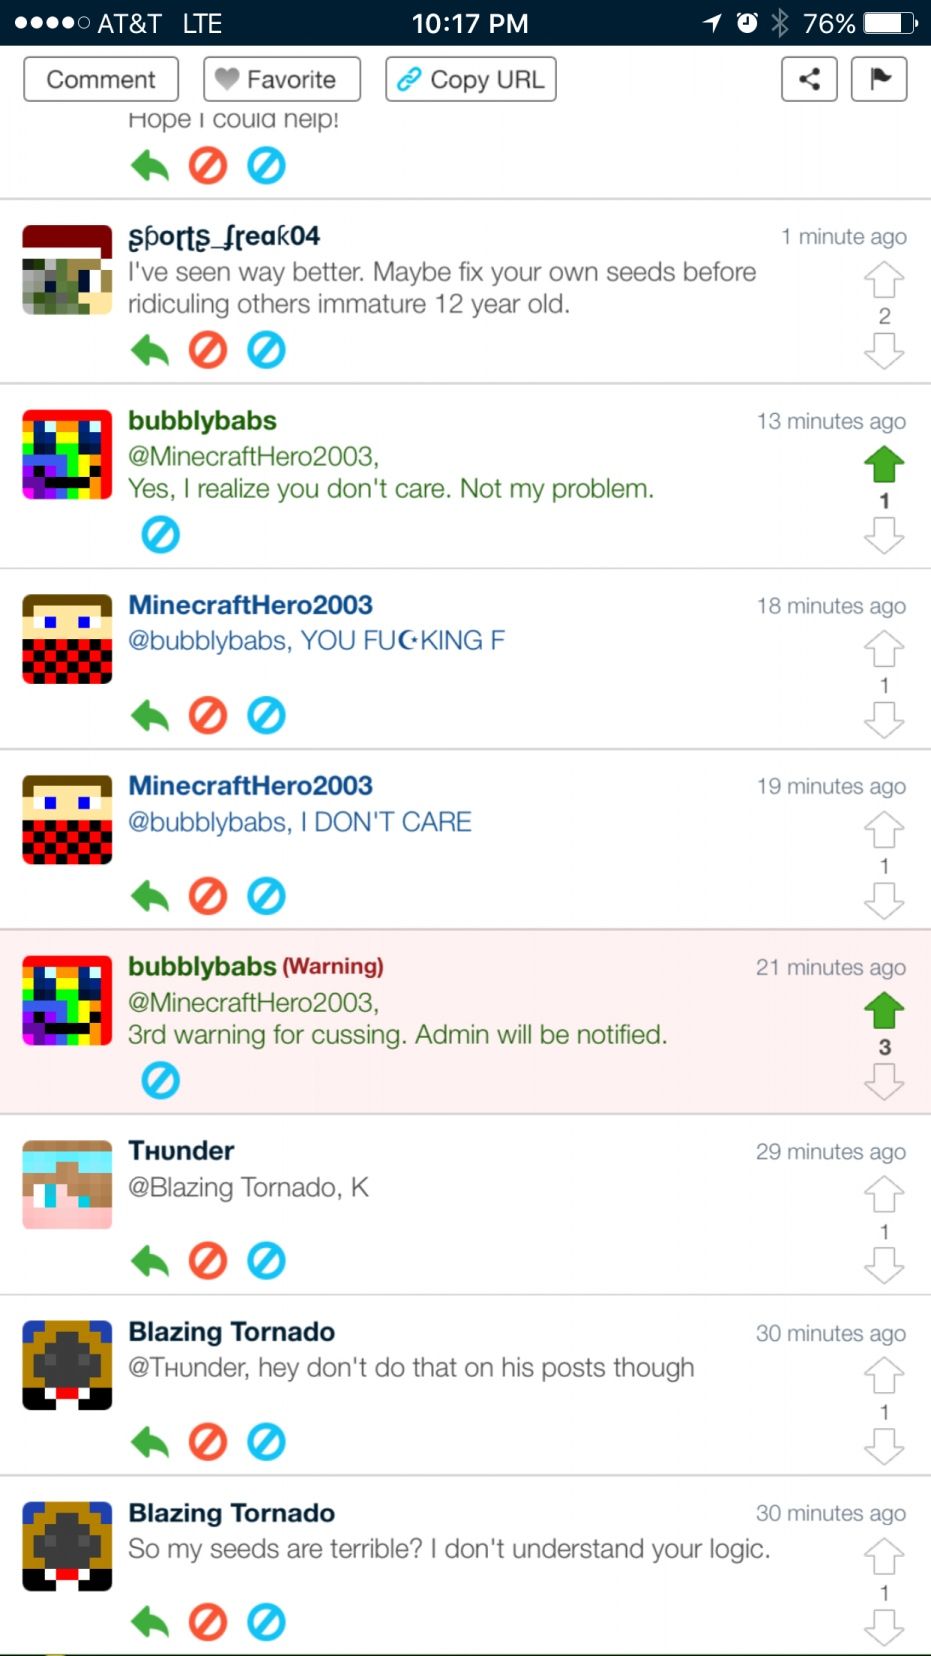 AT&T LTE 10:17 PM 76%
Comment Favorite Copy URL
Hope I could help!
ʂþoɽʈʂ_ʄɽeɑƙ04 1 minute ago
I've seen way better. Maybe fix your own seeds before
ridiculing others immature 12 year old.
2
bubblybabs 13 minutes ago
@MinecraftHero2003,
Yes, I realize you don't care. Not my problem.
1
MinecraftHero2003 18 minutes ago
@bubblybabs, YOU FU☪KING F
1
MinecraftHero2003 19 minutes ago
@bubblybabs, I DON'T CARE
1
bubblybabs (Warning) 21 minutes ago
@MinecraftHero2003,
3rd warning for cussing. Admin will be notified.
3
Tʜᴜnder 29 minutes ago
@Blazing Tornado, K
1
Blazing Tornado 30 minutes ago
@Tʜᴜnder, hey don't do that on his posts though
1
Blazing Tornado 30 minutes ago
So my seeds are terrible? I don't understand your logic.
1